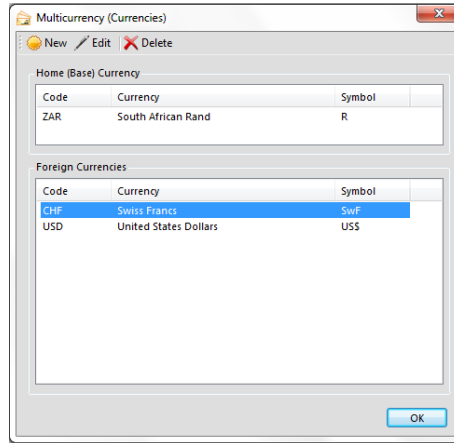 Multicurrency (Currencies)
New Edit Delete
Home (Base) Currency
Code Currency Symbol
ZAR South African Rand R
Foreign Currencies
Code Currency Symbol
CHF Swiss Francs SwF
USD United States Dollars US$
OK